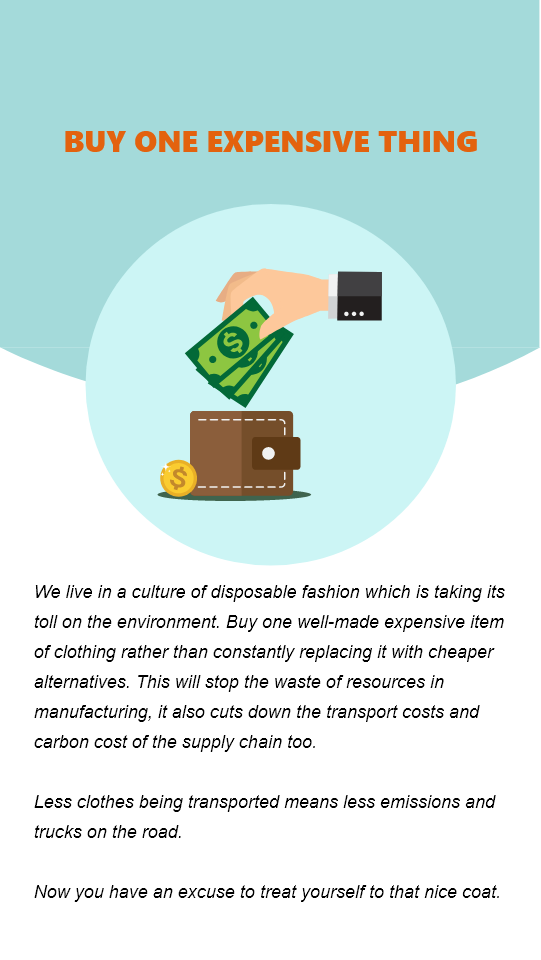 BUY ONE EXPENSIVE THING
We live in a culture of disposable fashion which is taking its
toll on the environment. Buy one well-made expensive item
of clothing rather than constantly replacing it with cheaper
alternatives. This will stop the waste of resources in
manufacturing, it also cuts down the transport costs and
carbon cost of the supply chain too.
Less clothes being transported means less emissions and
trucks on the road.
Now you have an excuse to treat yourself to that nice coat.